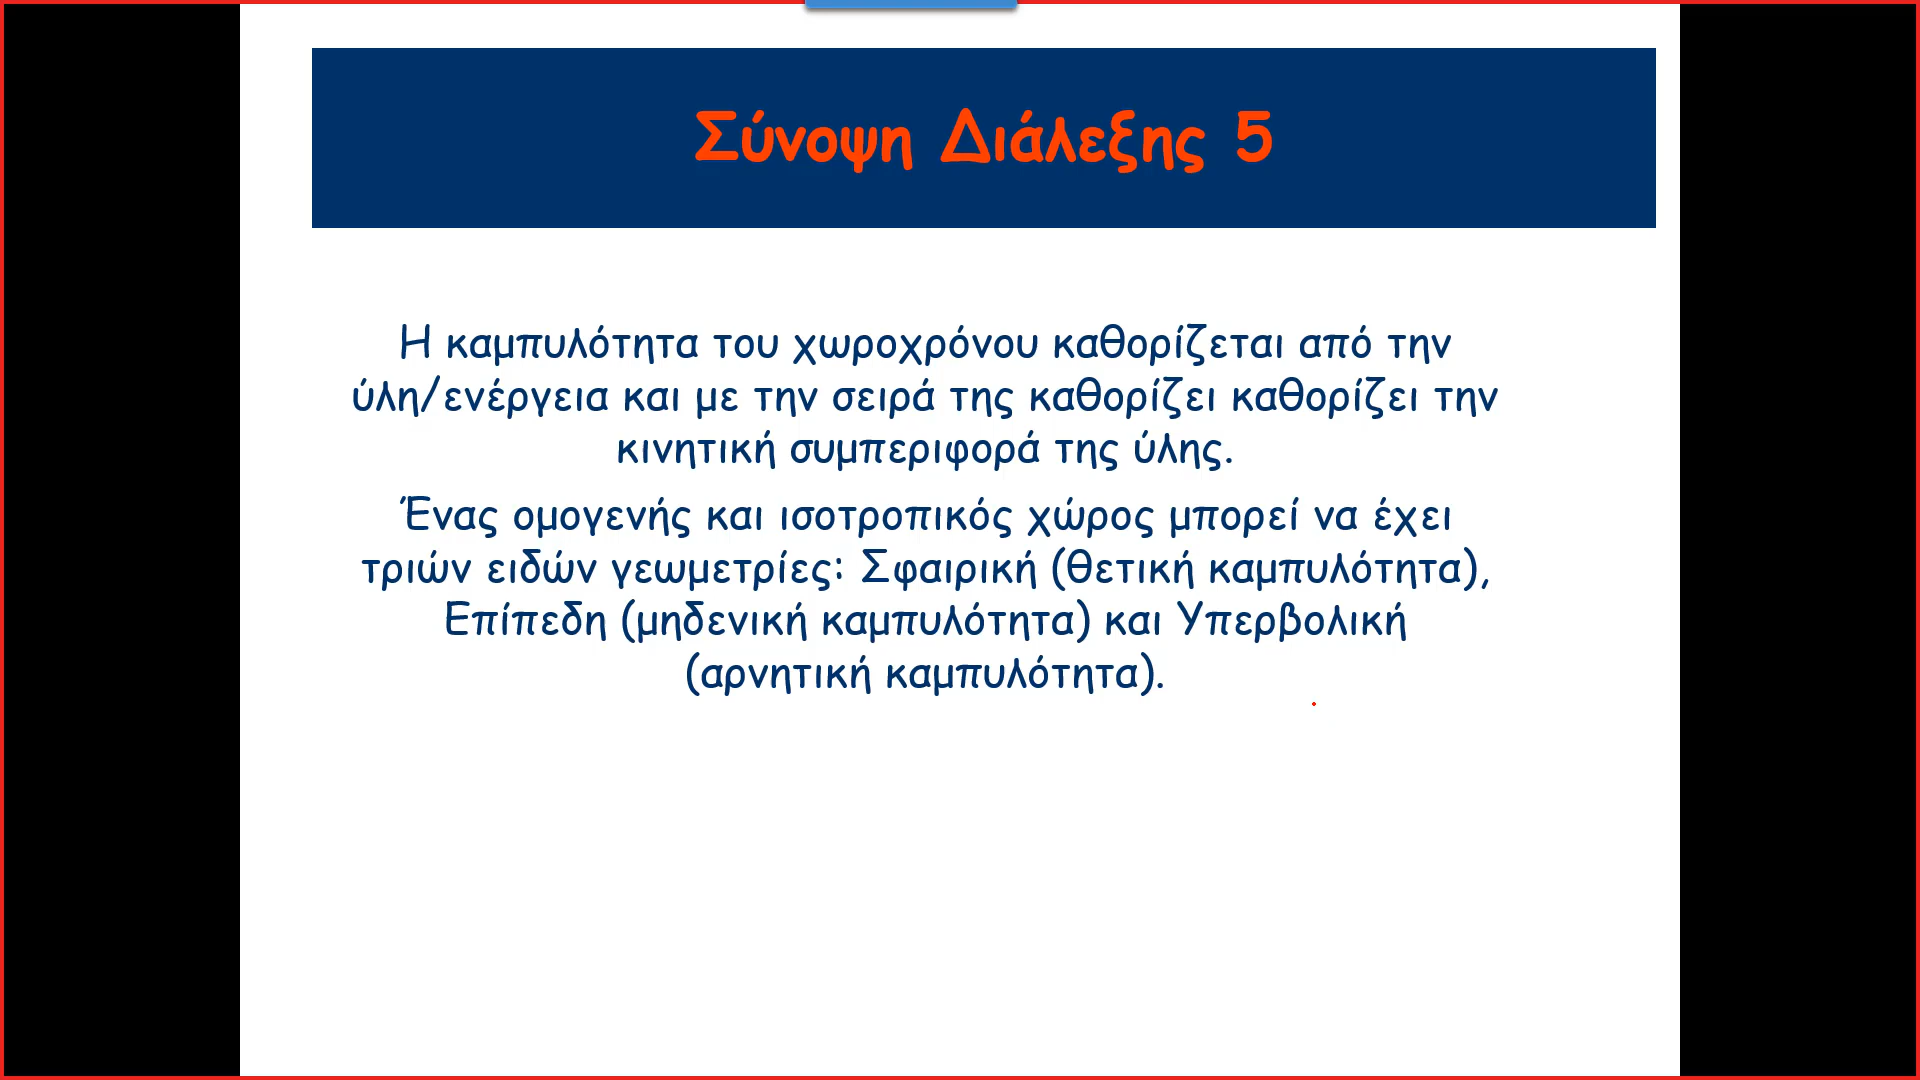 Σύνοψη Διάλεξης 5
Η καμπυλότητα του χωροχρόνου καθορίζεται από την
ύλη/ενέργεια και με την σειρά της καθορίζει καθορίζει την
κινητική συμπεριφορά της ύλης.
Ένας ομογενής και ισοτροπικός χώρος μπορεί να έχει
τριών ειδών γεωμετρίες: Σφαιρική (θετική καμπυλότητα),
Επίπεδη (μηδενική καμπυλότητα) και Υπερβολική
(αρνητική καμπυλότητα).